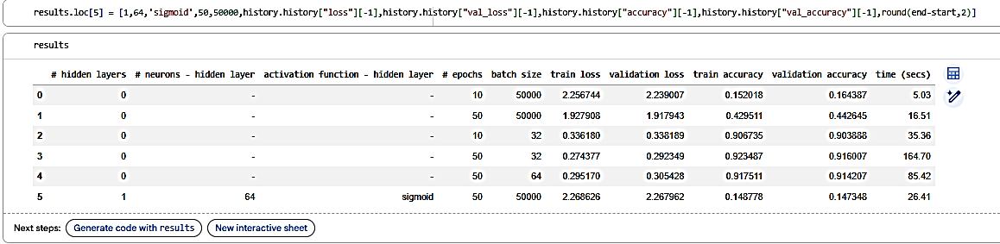 results.loc[5] = [1,64,'sigmoid',50,50000,history.history["loss"][-1],history.history["val_loss"][-1],history.history["accuracy"][-1],history.history["val_accuracy"][-1],round(end-start,2)]
results
# hidden layers # neurons - hidden layer activation function - hidden layer # epochs batch size train loss validation loss train accuracy validation accuracy time (secs)
0 0 - - 10 50000 2.256744 2.239007 0.152018 0.164387 5.03
1 0 - - 50 50000 1.927908 1.917943 0.429511 0.442645 16.51
2 0 - - 10 32 0.336180 0.338189 0.906735 0.903888 35.36
3 0 - - 50 32 0.274377 0.292349 0.923487 0.916007 164.70
4 0 - - 50 64 0.295170 0.305428 0.917511 0.914207 85.42
5 1 64 sigmoid 50 50000 2.268626 2.267962 0.148778 0.147348 26.41
Next steps: Generate code with results New interactive sheet